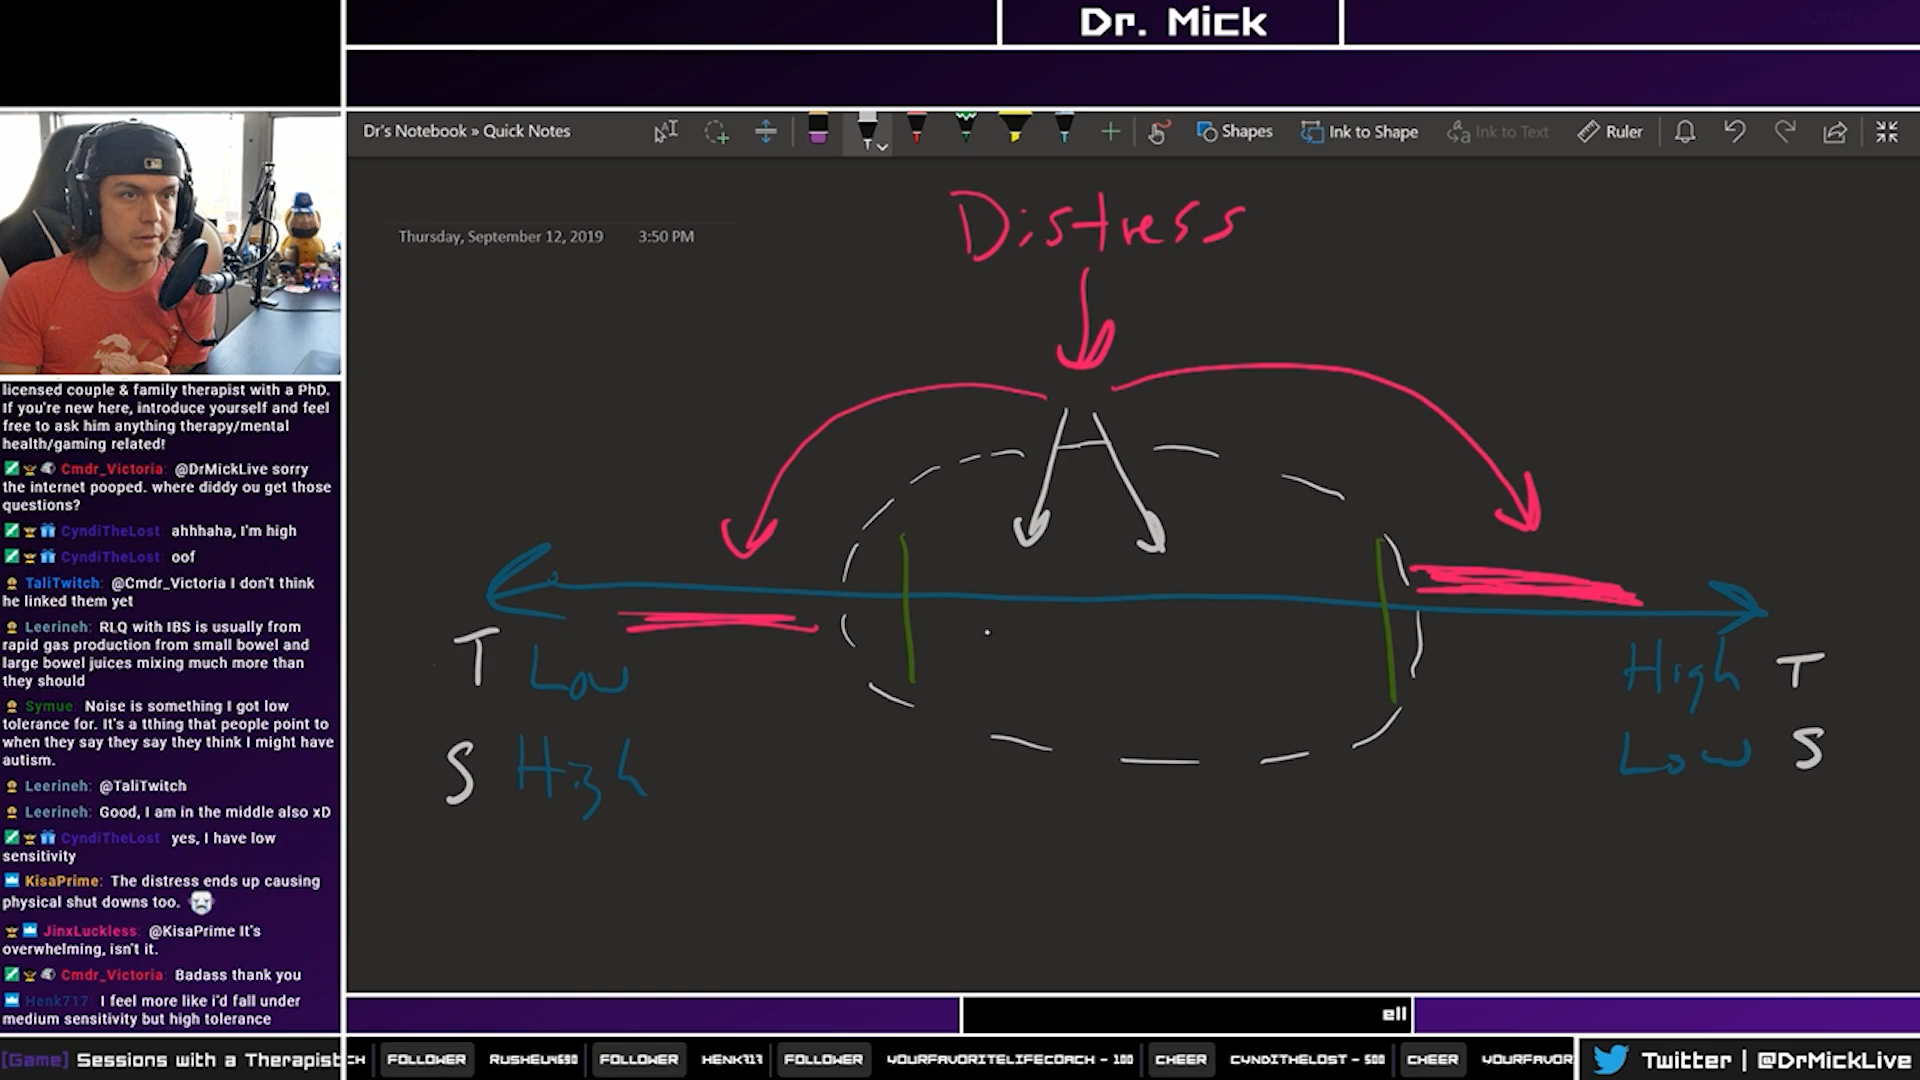 Dr. Mick
Dr's Notebook » Quick Notes
T
Shapes
Ink to Shape
Ink to Text
Ruler
Thursday, September 12, 2019 3:50 PM
Distress
T Low
S High
High T
Low S
licensed couple & family therapist with a PhD.
If you're new here, introduce yourself and feel
free to ask him anything therapy/mental
health/gaming related!
Cmdr_Victoria: @DrMickLive sorry
the internet pooped. where diddy ou get those
questions?
CyndiTheLost: ahhhaha, I'm high
CyndiTheLost: oof
TaliTwitch: @Cmdr_Victoria I don't think
he linked them yet
Leerineh: RLQ with IBS is usually from
rapid gas production from small bowel and
large bowel juices mixing much more than
they should
Symue: Noise is something I got low
tolerance for. It's a tthing that people point to
when they say they say they think I might have
autism.
Leerineh: @TaliTwitch
Leerineh: Good, I am in the middle also xD
CyndiTheLost: yes, I have low
sensitivity
KisaPrime: The distress ends up causing
physical shut downs too.
JinxLuckless: @KisaPrime It's
overwhelming, isn't it.
Cmdr_Victoria: Badass thank you
Henk717: I feel more like i'd fall under
medium sensitivity but high tolerance
ell
[Game] Sessions with a Therapist
CH FOLLOWER RUSHEU4690 FOLLOWER HENK717 FOLLOWER YOURFAVORITELIFECOACH - 100 CHEER CYNDITHELOST - 500 CHEER YOURFAVOR
Twitter | @DrMickLive